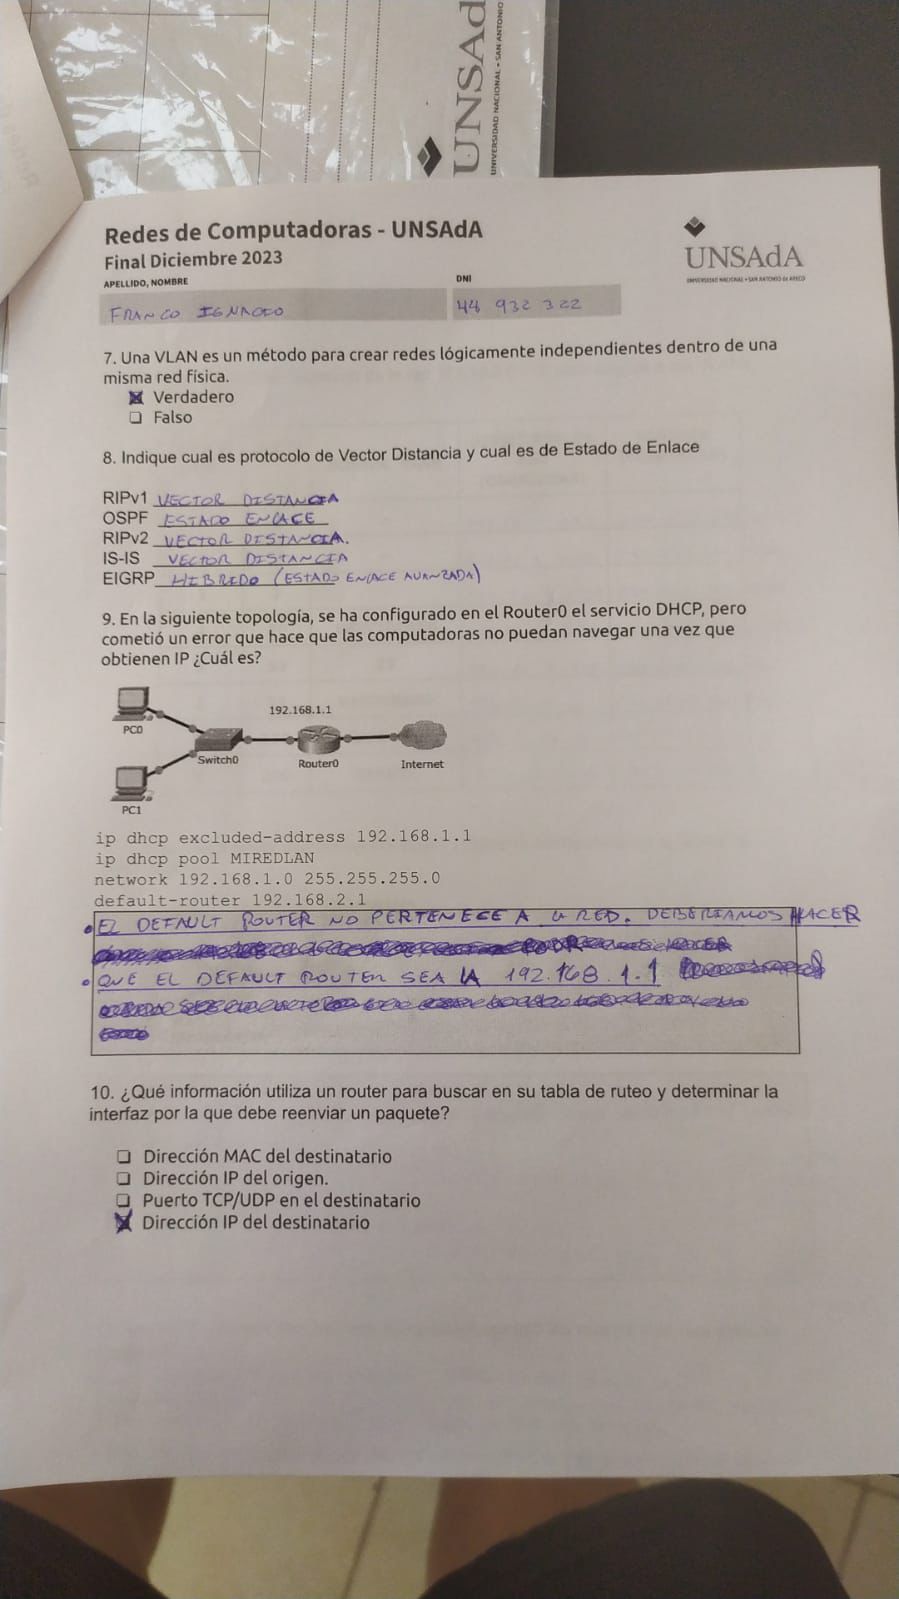 UNSAd
UNIVERSIDAD NACIONAL • SAN ANTONIO
Redes de Computadoras - UNSAdA
Final Diciembre 2023
APELLIDO, NOMBRE
DNI
UNSAdA
UNIVERSIDAD NACIONAL • SAN ANTONIO de ARECO
FRANCO IGNACIO
44 932 322
7. Una VLAN es un método para crear redes lógicamente independientes dentro de una
misma red física.
Verdadero
Falso
8. Indique cual es protocolo de Vector Distancia y cual es de Estado de Enlace
RIPv1 VECTOR DISTANCIA
OSPF ESTADO ENLACE
RIPv2 VECTOR DISTANCIA.
IS-IS VECTOR DISTANCIA
EIGRP HIBRIDO (ESTADO ENLACE AVANZADA)
9. En la siguiente topología, se ha configurado en el Router0 el servicio DHCP, pero
cometió un error que hace que las computadoras no puedan navegar una vez que
obtienen IP ¿Cuál es?
192.168.1.1
PC0
Switch0
Router0
Internet
PC1
ip dhcp excluded-address 192.168.1.1
ip dhcp pool MIREDLAN
network 192.168.1.0 255.255.255.0
default-router 192.168.2.1
• EL DEFAULT ROUTER NO PERTENECE A LA RED. DEBERIAMOS HACER
• QUE EL DEFAULT ROUTER SEA LA 192.168.1.1
10. ¿Qué información utiliza un router para buscar en su tabla de ruteo y determinar la
interfaz por la que debe reenviar un paquete?
Dirección MAC del destinatario
Dirección IP del origen.
Puerto TCP/UDP en el destinatario
Dirección IP del destinatario